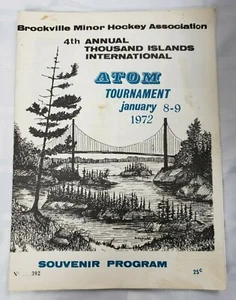 Brockville Minor Hockey Association
4th ANNUAL
THOUSAND ISLANDS
INTERNATIONAL
ATOM
TOURNAMENT
january 8-9
1972
SOUVENIR PROGRAM
392
25¢